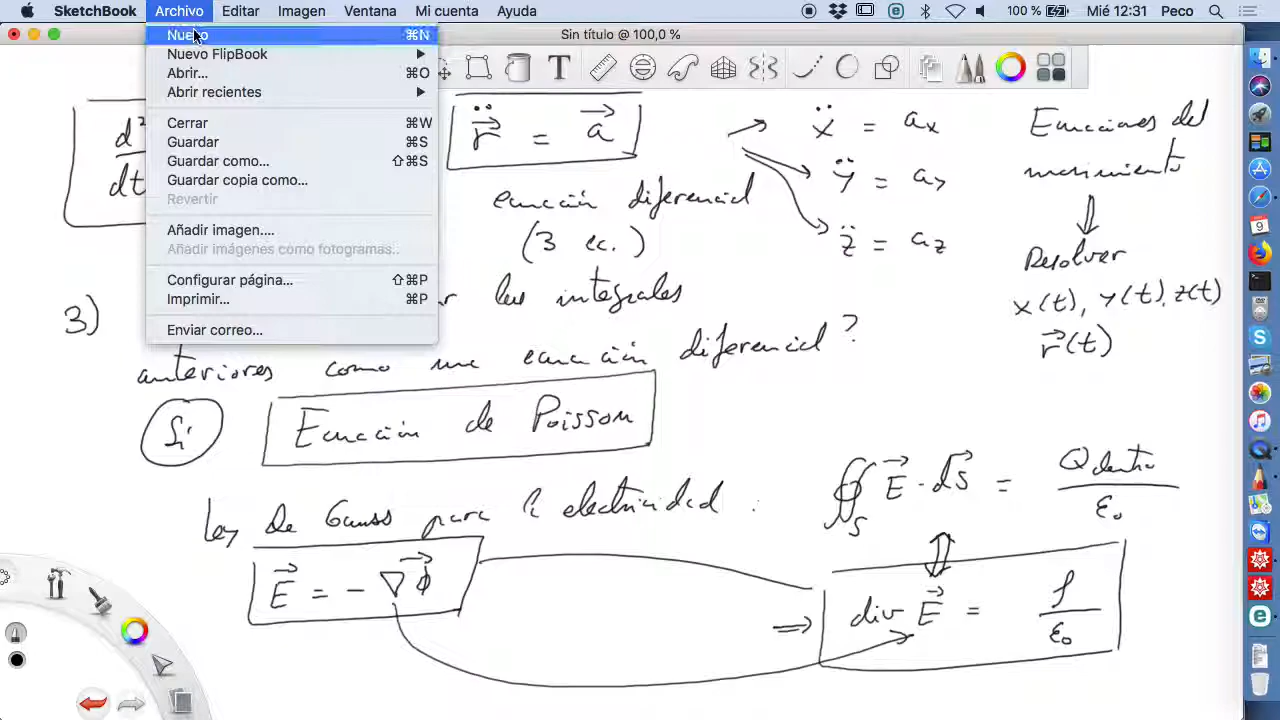 SketchBook Archivo Editar Imagen Ventana Mi cuenta Ayuda 100 % Mié 12:31 Peco
Sin título @ 100,0 %
Nuevo ⌘N
Nuevo FlipBook
Abrir... ⌘O
Abrir recientes
Cerrar ⌘W
Guardar ⌘S
Guardar como... ⇧⌘S
Guardar copia como...
Revertir
Añadir imagen....
Añadir imágenes como fotogramas..
Configurar página... ⇧⌘P
Imprimir... ⌘P
Enviar correo...
d²
dt
r̈⃗ = a⃗
ẍ = ax
ÿ = ay
z̈ = az
Ecuaciones del
movimiento
⇓
Resolver
x(t), y(t), z(t)
r⃗(t)
ecuación diferencial
(3 ec.)
3) las integrales
anteriores como una ecuación diferencial?
Sí Ecuación de Poisson
Ley de Gauss para la electricidad : ∯S E⃗ · dS⃗ = Qdentro / ε₀
E⃗ = - ∇⃗ϕ
⇒ div E⃗ = ρ / ε₀